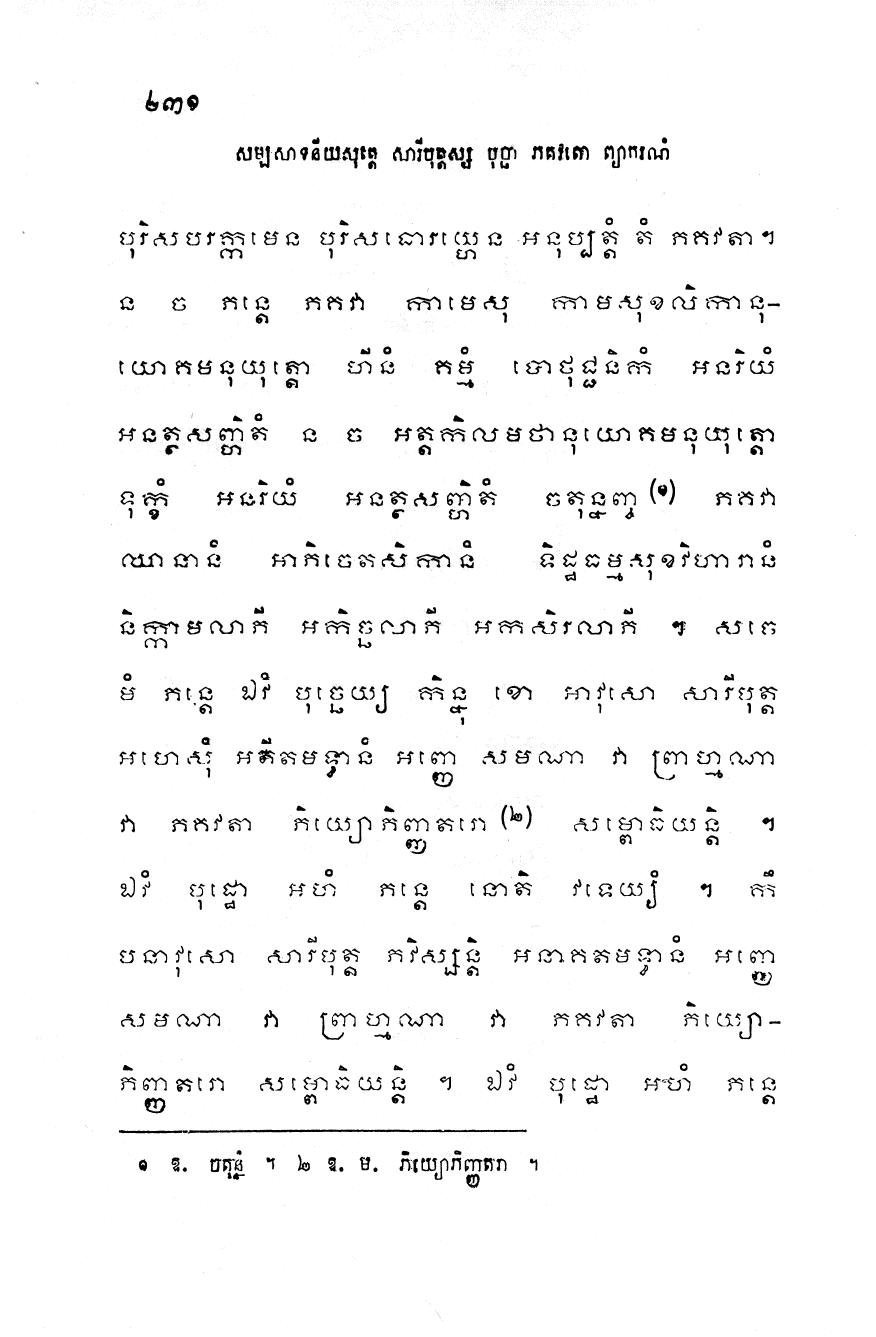 ២៣១
សម្បសាទនីយសុត្តេ សារីបុត្តស្ស បុច្ឆា ភគវតោ ព្យាករណំ
បុរិសបរក្កមេន បុរិសធោរយ្ហេន អនុប្បត្តំ តំ ភគវតា ។
ន ច ភន្តេ ភគវា កាមេសុ កាមសុខលិកានុ-
យោគមនុយុត្តោ ហីនំ គម្មំ បោថុជ្ជនិកំ អនរិយំ
អនត្ថសញ្ហិតំ ន ច អត្តកិលមថានុយោគមនុយុត្តោ
ទុក្ខំ អនរិយំ អនត្ថសញ្ហិតំ ចតុន្នញ្ច (១) ភគវា
ឈានានំ អាភិចេតសិកានំ ទិដ្ឋធម្មសុខវិហារានំ
និក្កាមលាភី អកិច្ឆលាភី អកសិរលាភី ។ សចេ
មំ ភន្តេ ឯវំ បុច្ឆេយ្យ កិន្នុ ខោ អាវុសោ សារីបុត្ត
អហេសុំ អតីតមទ្ធានំ អញ្ញេ សមណា វា ព្រាហ្មណា
វា ភគវតា ភិយ្យោភិញ្ញតរោ (២) សម្ពោធិយន្តិ ។
ឯវំ បុដ្ឋោ អហំ ភន្តេ នោតិ វទេយ្យំ ។ កឹ
បនាវុសោ សារីបុត្ត ភវិស្សន្តិ អនាគតមទ្ធានំ អញ្ញេ
សមណា វា ព្រាហ្មណា វា ភគវតា ភិយ្យោ-
ភិញ្ញតរោ សម្ពោធិយន្តិ ។ ឯវំ បុដ្ឋោ អហំ ភន្តេ
១ ឱ. ចតុន្នំ ។ ២ ឱ. ម. ភិយ្យោភិញ្ញតរា ។